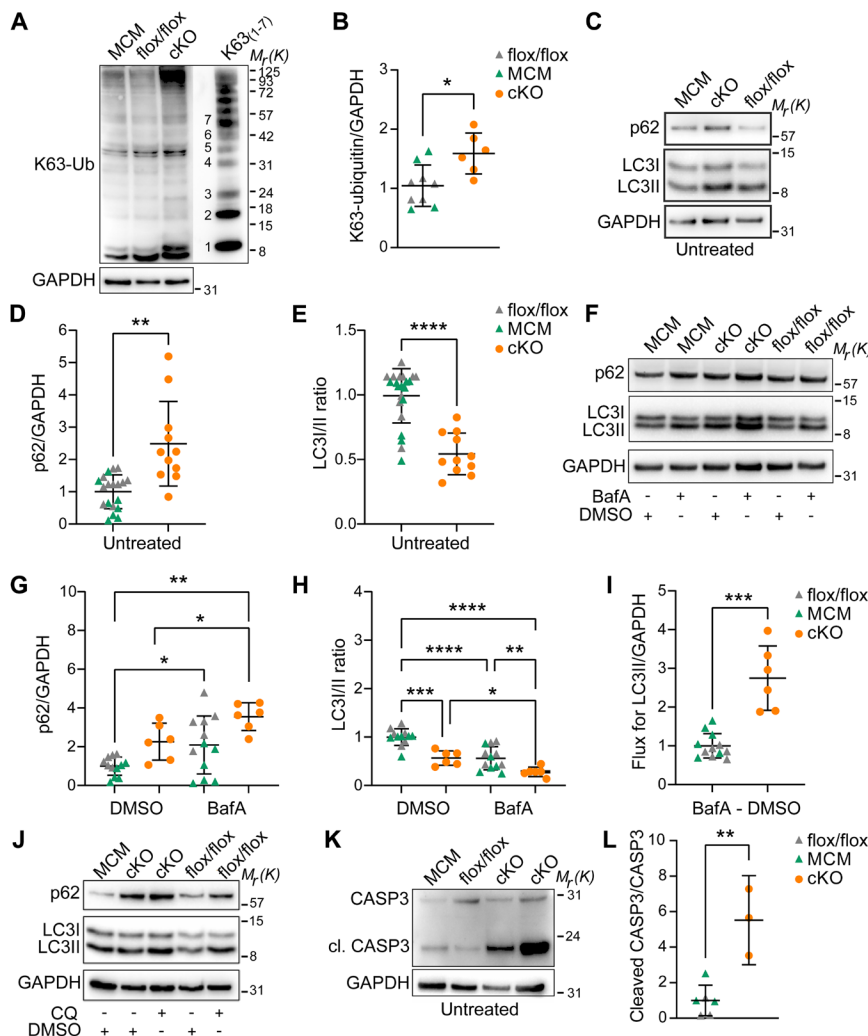 A
MCM
flox/flox
cKO
K63(1-7)
Mr(K)
125
93
72
57
42
31
24
18
15
8
7
6
5
4
3
2
1
K63-Ub
GAPDH
31
B
K63-ubiquitin/GAPDH
3
2
1
0
*
flox/flox
MCM
cKO
C
MCM
cKO
flox/flox
Mr(K)
p62
57
15
LC3I
LC3II
8
GAPDH
31
Untreated
D
p62/GAPDH
6
5
4
3
2
1
0
**
Untreated
E
LC3I/II ratio
1.5
1.0
0.5
0.0
****
Untreated
flox/flox
MCM
cKO
F
MCM
MCM
cKO
cKO
flox/flox
flox/flox
Mr(K)
p62
57
15
LC3I
LC3II
8
GAPDH
31
BafA - + - + - +
DMSO + - + - + -
G
p62/GAPDH
10
8
6
4
2
0
**
*
*
DMSO BafA
H
LC3I/II ratio
4
3
2
1
0
****
**** **
*** *
DMSO BafA
I
Flux for LC3II/GAPDH
5
4
3
2
1
0
***
BafA - DMSO
flox/flox
MCM
cKO
J
MCM
cKO
cKO
flox/flox
flox/flox
Mr(K)
p62
57
15
LC3I
LC3II
8
GAPDH
31
CQ - - + - +
DMSO + + - + -
K
MCM
flox/flox
cKO
cKO
Mr(K)
CASP3
31
24
cl. CASP3
GAPDH
31
Untreated
L
Cleaved CASP3/CASP3
10
8
6
4
2
0
**
flox/flox
MCM
cKO